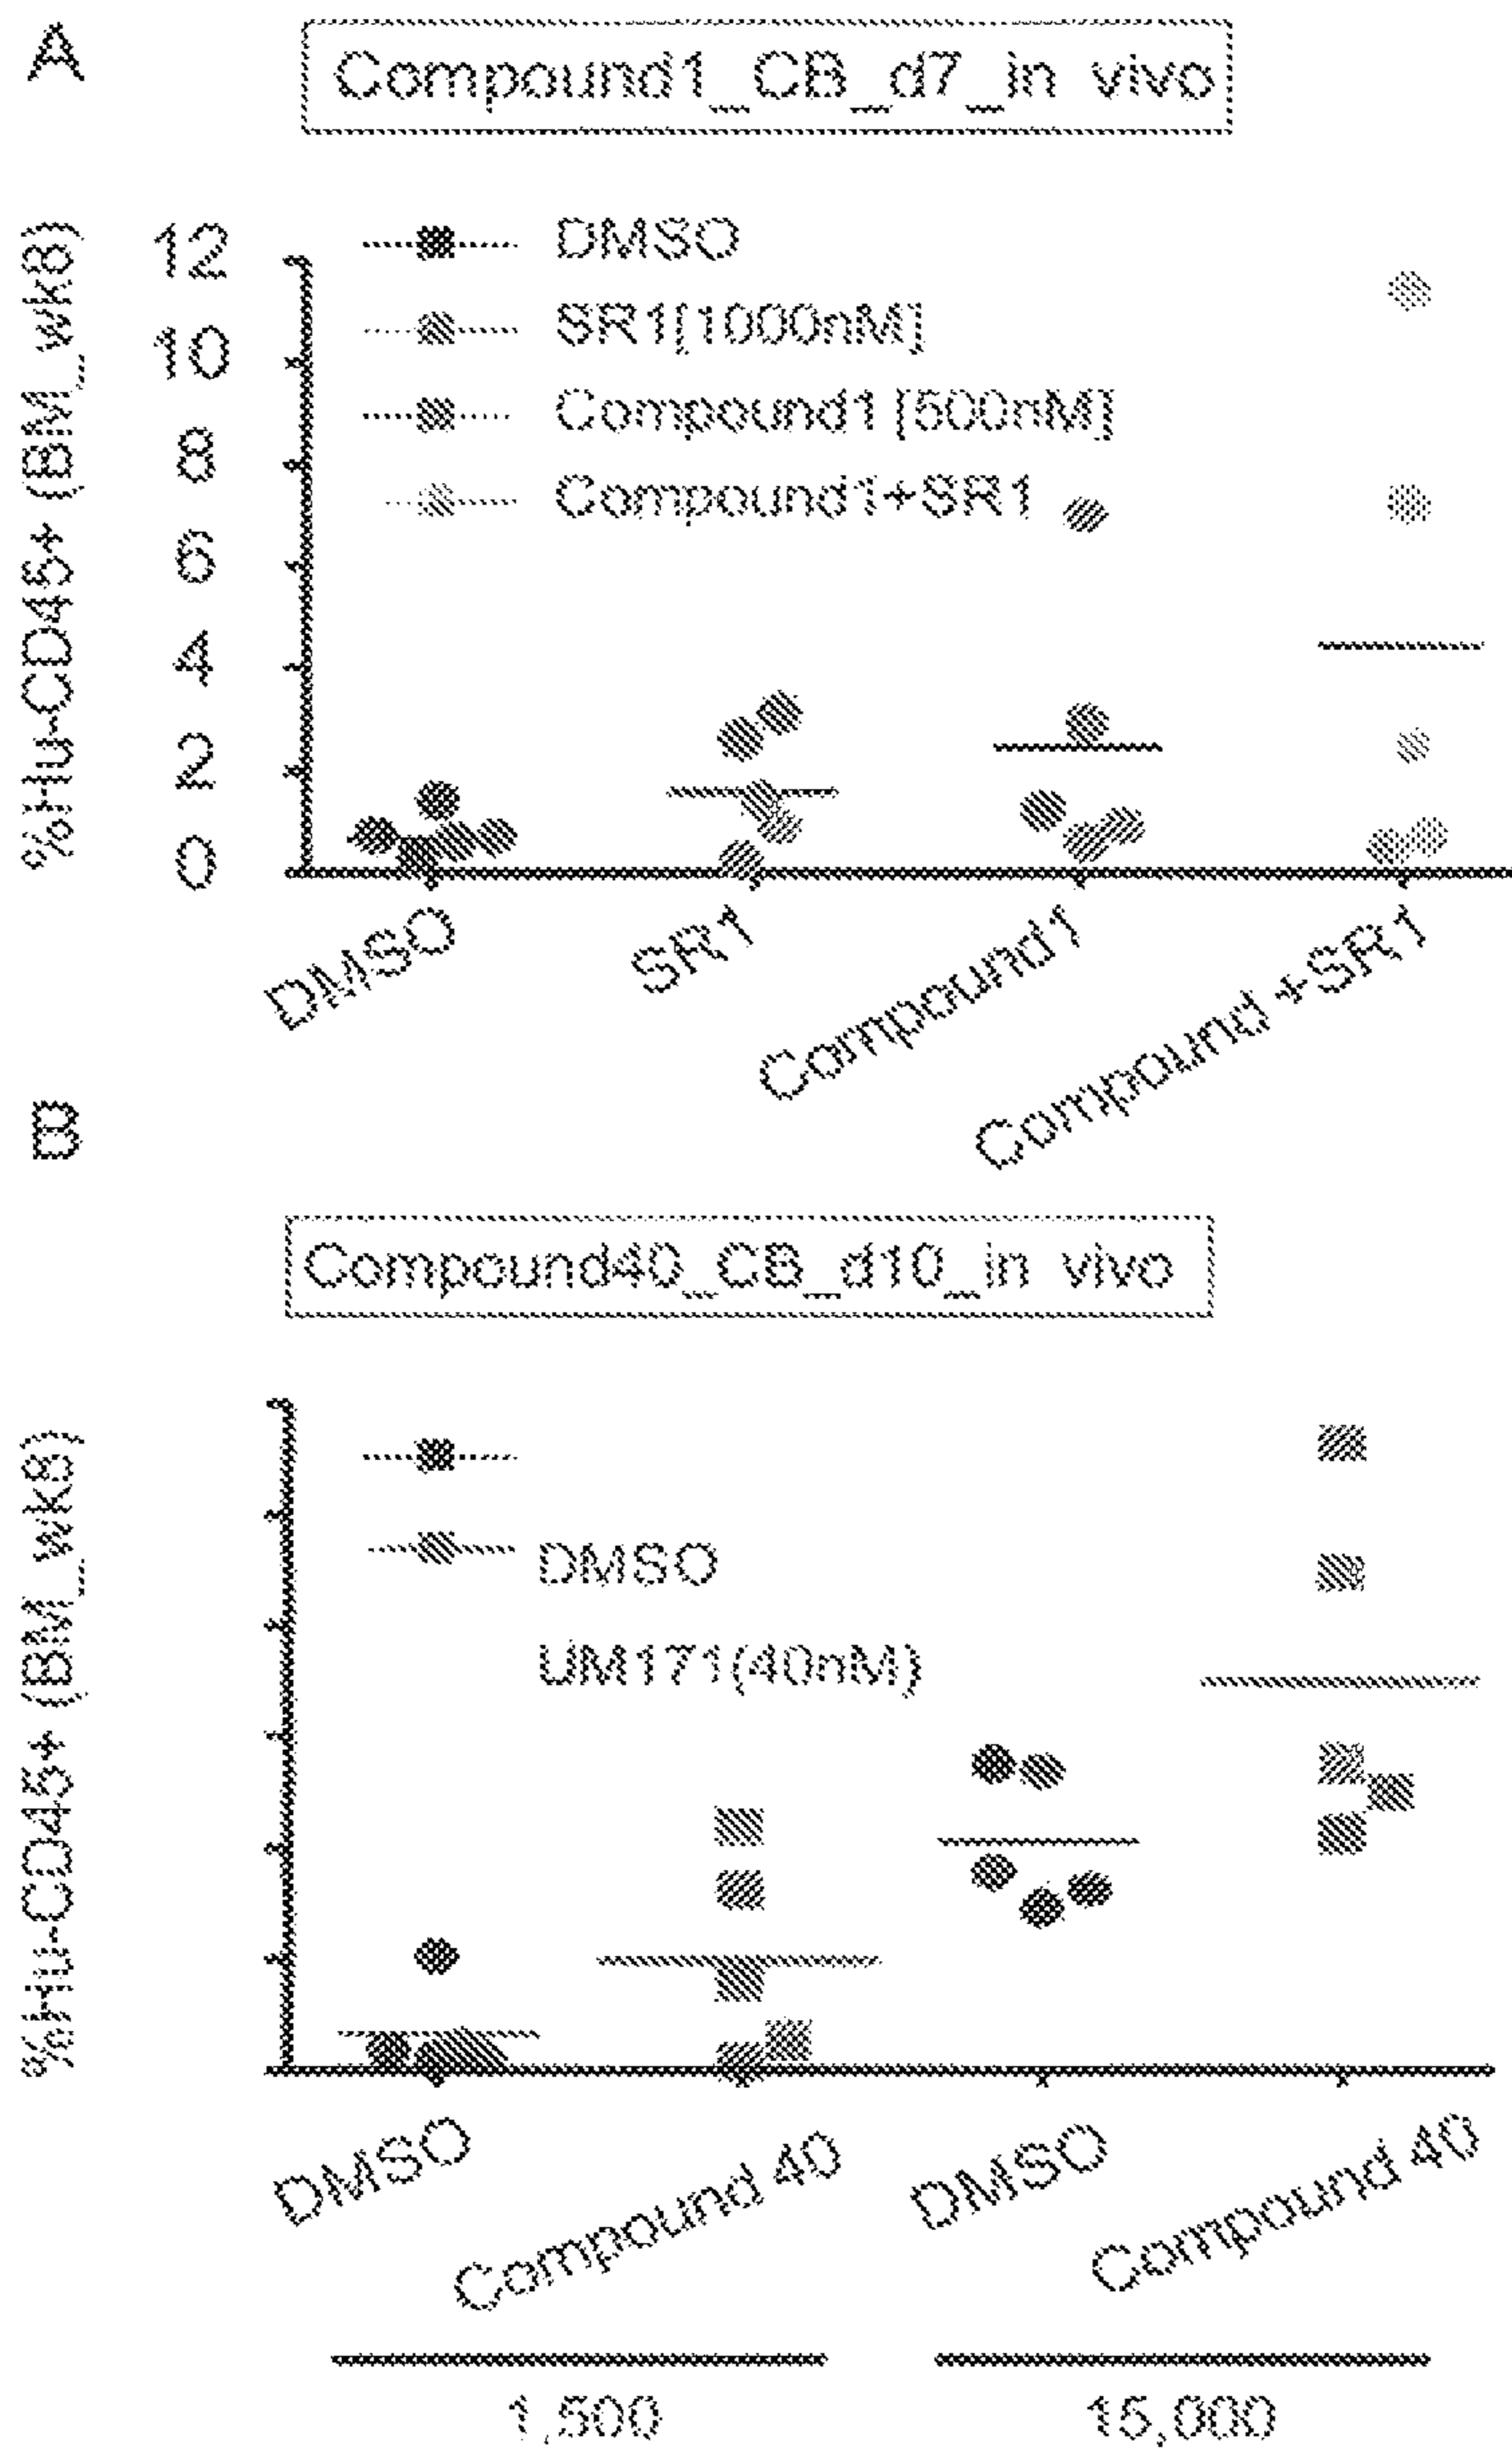 A
Compound1_CB_d7_in vivo
%Hu-CD45+ (BM_wk8)
12
10
8
6
4
2
0
DMSO
SR1[1000nM]
Compound1 [500nM]
Compound1+SR1
DMSO
SR1
Compound1
Compound +SR1
B
Compound40_CB_d10_in vivo
%Hu-CD45+ (BM_wk8)
DMSO
UM171(40nM)
DMSO
Compound 40
DMSO
Compound 40
1,500
15,000